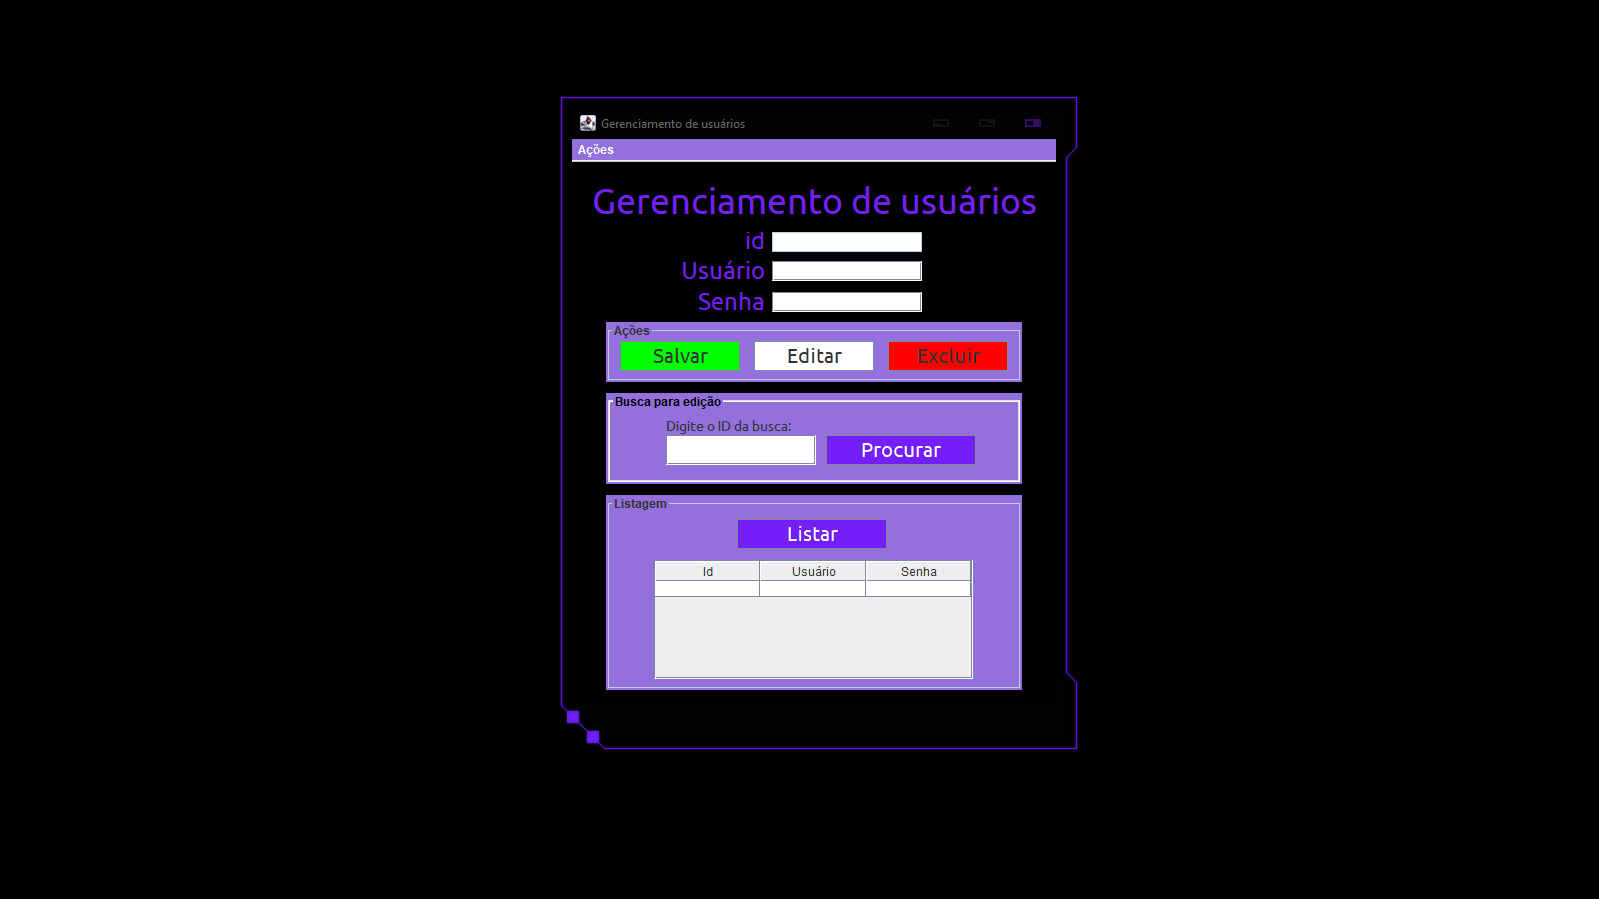 Gerenciamento de usuários
Ações
Gerenciamento de usuários
id
Usuário
Senha
Ações
Salvar Editar Excluir
Busca para edição
Digite o ID da busca:
Procurar
Listagem
Listar
Id Usuário Senha